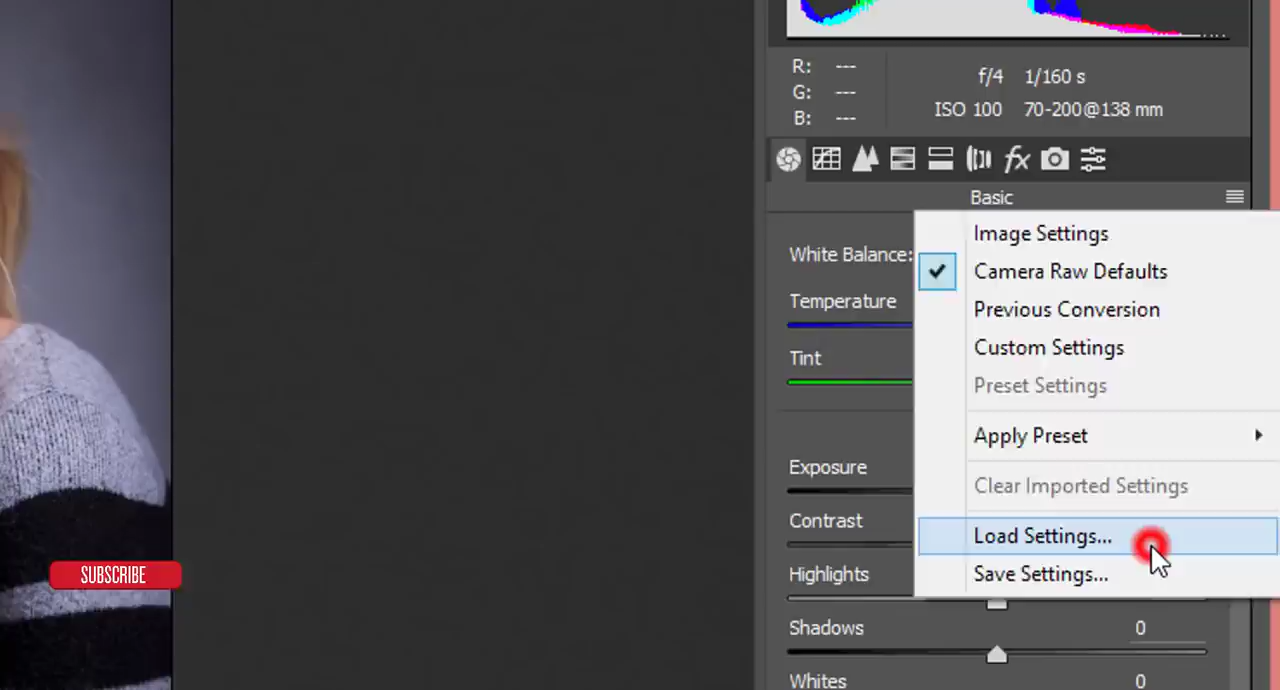 R: ---
G: ---
B: ---
f/4 1/160 s
ISO 100 70-200@138 mm
fx
Basic
Image Settings
Camera Raw Defaults
Previous Conversion
Custom Settings
Preset Settings
Apply Preset
Clear Imported Settings
Load Settings...
Save Settings...
White Balance:
Temperature
Tint
Exposure
Contrast
Highlights
Shadows 0
Whites 0
SUBSCRIBE